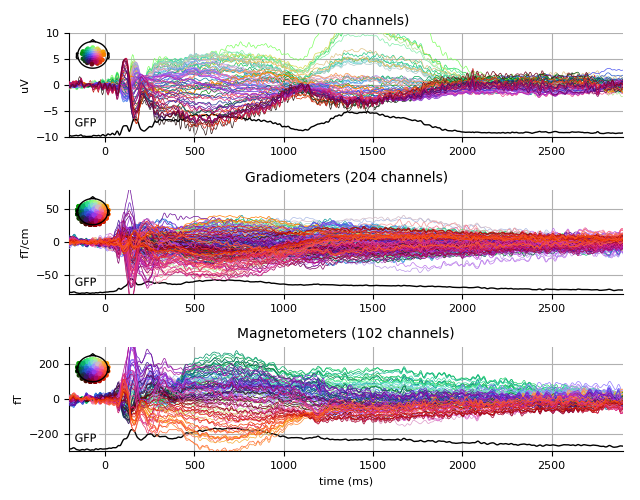 EEG (70 channels)
10
5
0
−5
−10
uV
GFP
0 500 1000 1500 2000 2500
Gradiometers (204 channels)
50
0
−50
fT/cm
GFP
0 500 1000 1500 2000 2500
Magnetometers (102 channels)
200
0
−200
fT
GFP
0 500 1000 1500 2000 2500
time (ms)